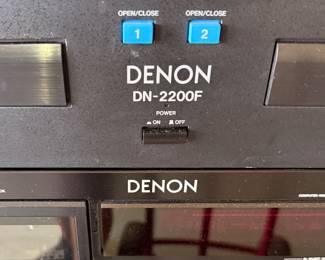 OPEN/CLOSE OPEN/CLOSE
1 2
DENON
DN-2200F
POWER
ON OFF
DENON